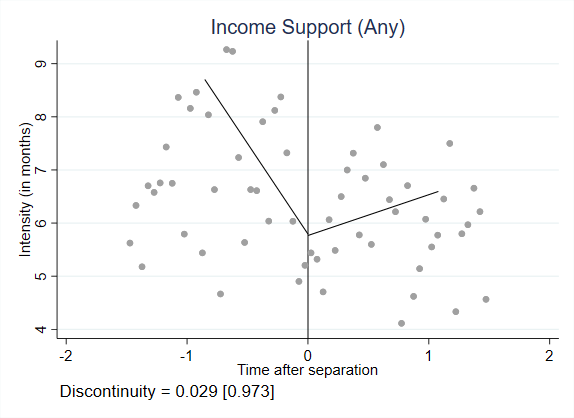 Income Support (Any)
Intensity (in months)
9
8
7
6
5
4
-2 -1 0 1 2
Time after separation
Discontinuity = 0.029 [0.973]